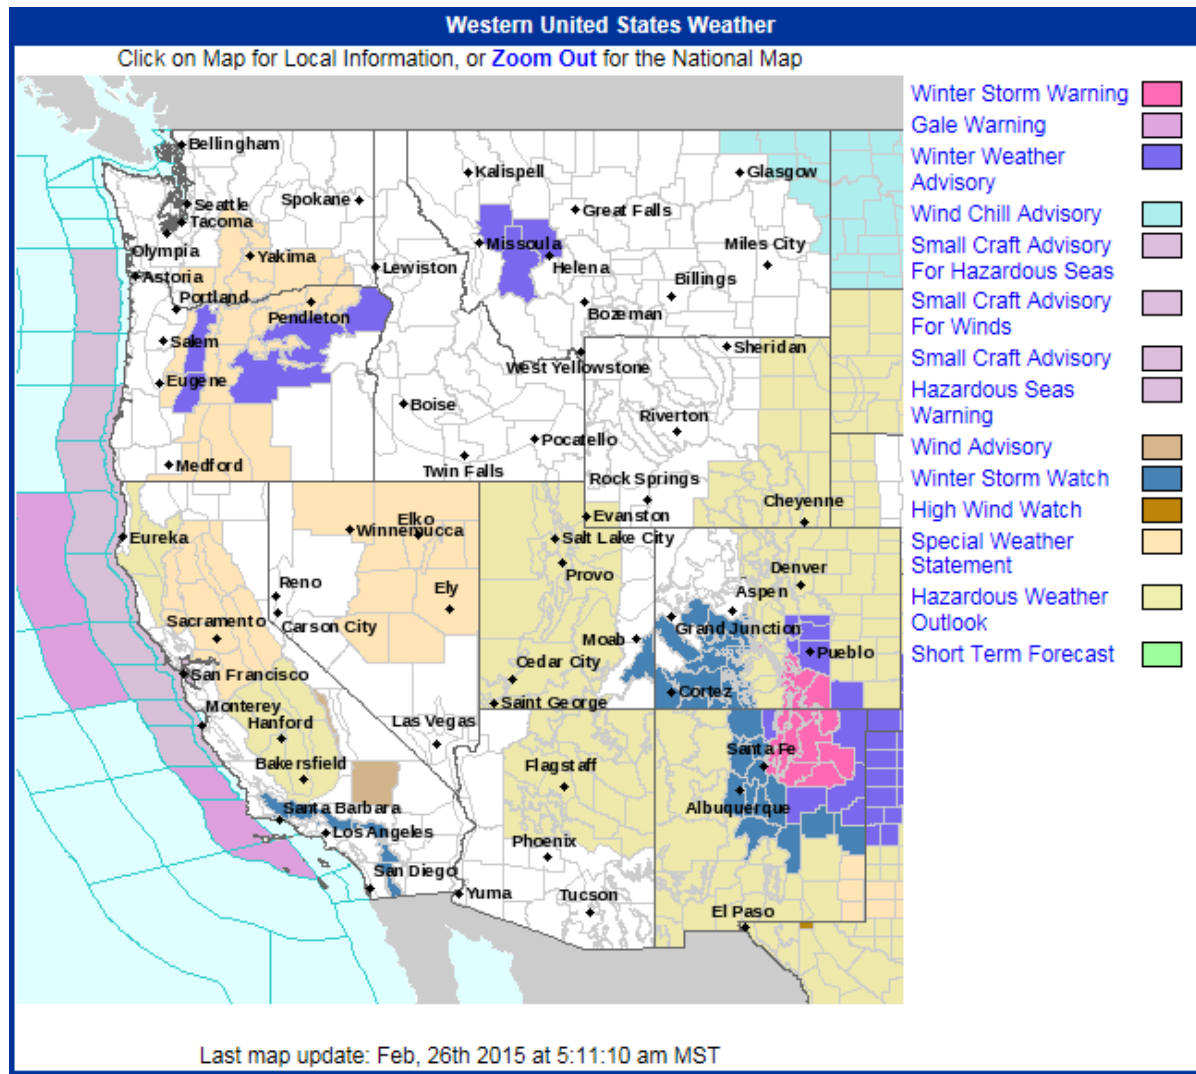 Western United States Weather
Click on Map for Local Information, or Zoom Out for the National Map
Winter Storm Warning
Gale Warning
Winter Weather
Advisory
Wind Chill Advisory
Small Craft Advisory
For Hazardous Seas
Small Craft Advisory
For Winds
Small Craft Advisory
Hazardous Seas
Warning
Wind Advisory
Winter Storm Watch
High Wind Watch
Special Weather
Statement
Hazardous Weather
Outlook
Short Term Forecast
Bellingham
Kalispell
Glasgow
Spokane
Seattle
Great Falls
Tacoma
Olympia
Yakima
Missoula
Miles City
Helena
Lewiston
Astoria
Billings
Portland
Pendleton
Bozeman
Salem
Sheridan
West Yellowstone
Eugene
Boise
Riverton
Pocatello
Medford
Twin Falls
Rock Springs
Cheyenne
Evanston
Elko
Winnemucca
Eureka
Salt Lake City
Provo
Denver
Reno
Ely
Aspen
Sacramento
Carson City
Grand Junction
Moab
Pueblo
Cedar City
San Francisco
Cortez
Saint George
Monterey
Hanford
Las Vegas
Santa Fe
Bakersfield
Flagstaff
Santa Barbara
Albuquerque
Los Angeles
Phoenix
San Diego
Yuma
Tucson
El Paso
Last map update: Feb, 26th 2015 at 5:11:10 am MST